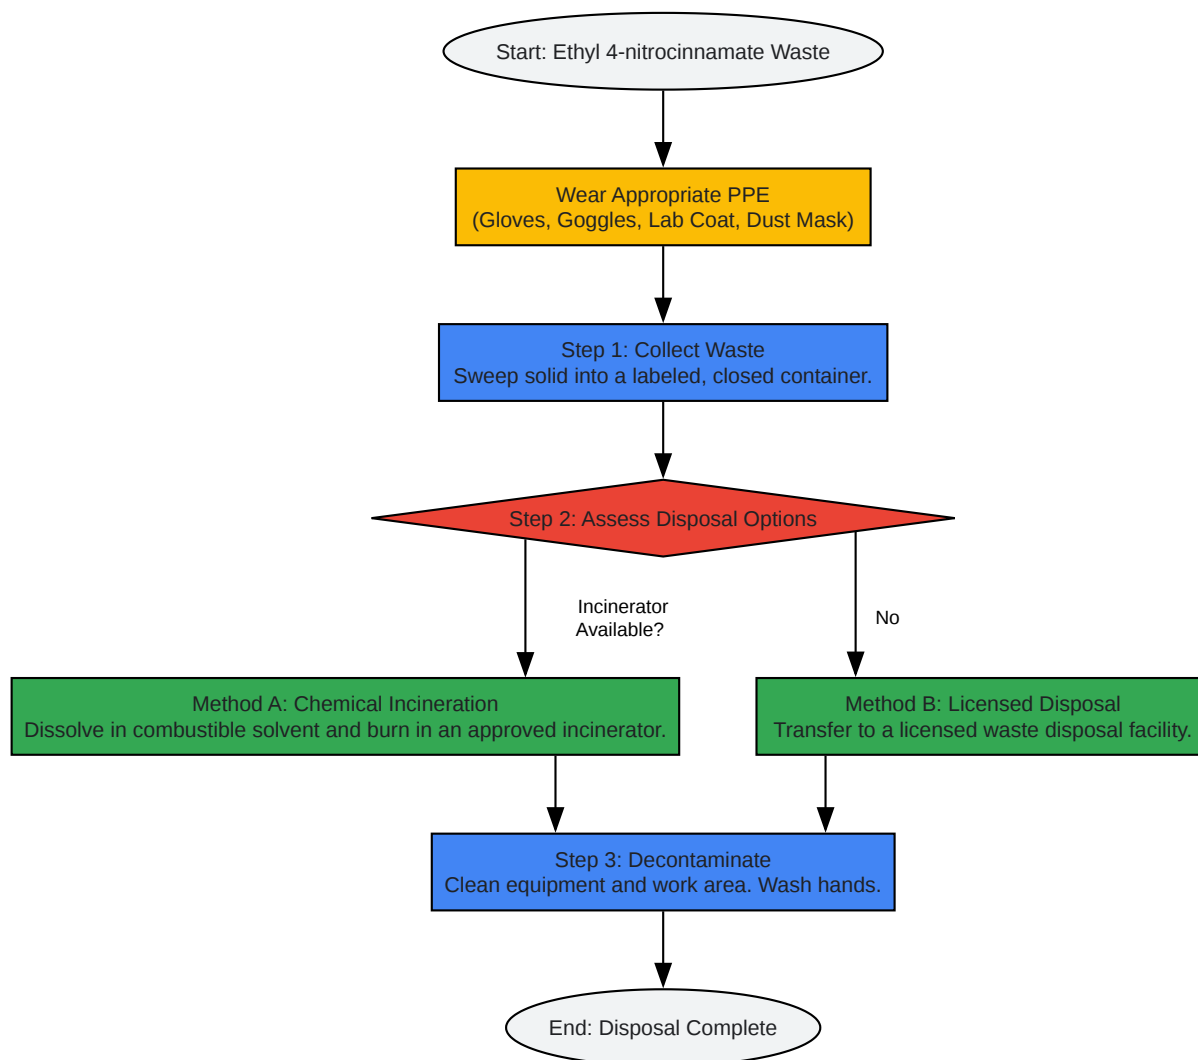 Start: Ethyl 4-nitrocinnamate Waste
Wear Appropriate PPE
(Gloves, Goggles, Lab Coat, Dust Mask)
Step 1: Collect Waste
Sweep solid into a labeled, closed container.
Step 2: Assess Disposal Options
Incinerator
Available?
No
Method A: Chemical Incineration
Dissolve in combustible solvent and burn in an approved incinerator.
Method B: Licensed Disposal
Transfer to a licensed waste disposal facility.
Step 3: Decontaminate
Clean equipment and work area. Wash hands.
End: Disposal Complete